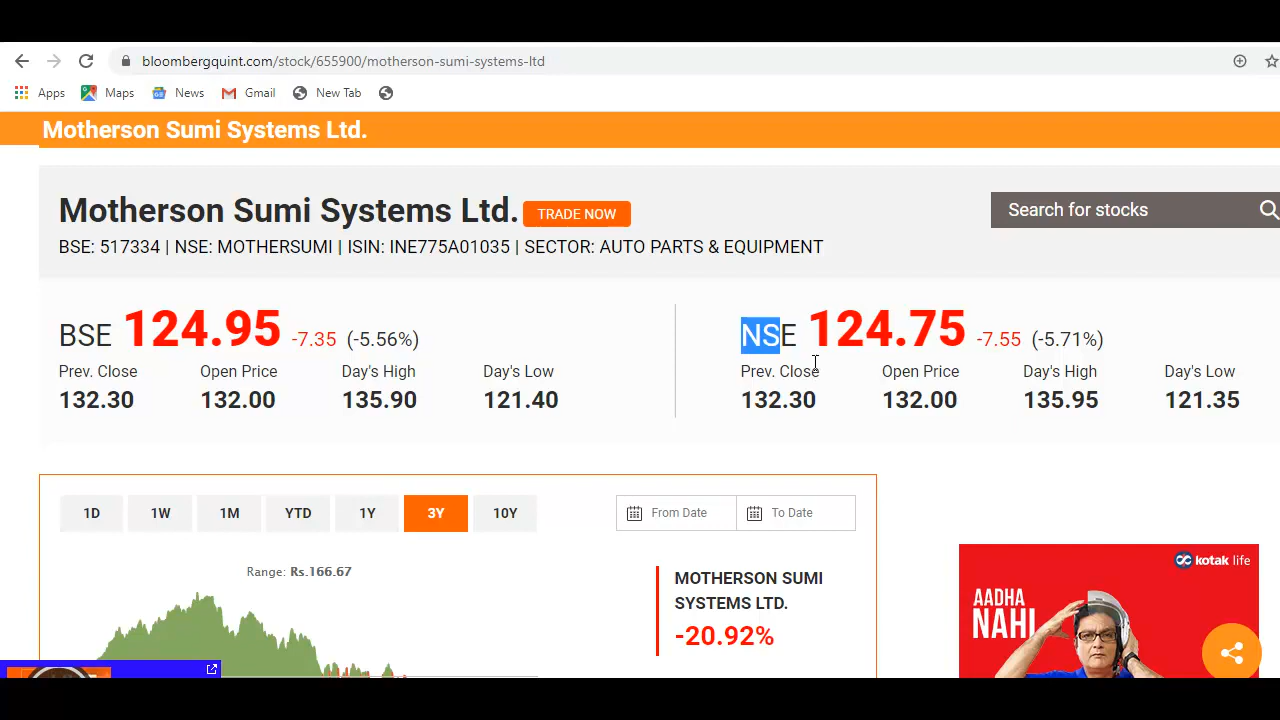 bloombergquint.com/stock/655900/motherson-sumi-systems-ltd
Apps Maps News Gmail New Tab
Motherson Sumi Systems Ltd.
Motherson Sumi Systems Ltd. TRADE NOW
Search for stocks
BSE: 517334 | NSE: MOTHERSUMI | ISIN: INE775A01035 | SECTOR: AUTO PARTS & EQUIPMENT
BSE 124.95 -7.35 (-5.56%)
Prev. Close Open Price Day's High Day's Low
132.30 132.00 135.90 121.40
NSE 124.75 -7.55 (-5.71%)
Prev. Close Open Price Day's High Day's Low
132.30 132.00 135.95 121.35
1D 1W 1M YTD 1Y 3Y 10Y
From Date To Date
Range: Rs.166.67
MOTHERSON SUMI
SYSTEMS LTD.
-20.92%
kotak life
AADHA
NAHI